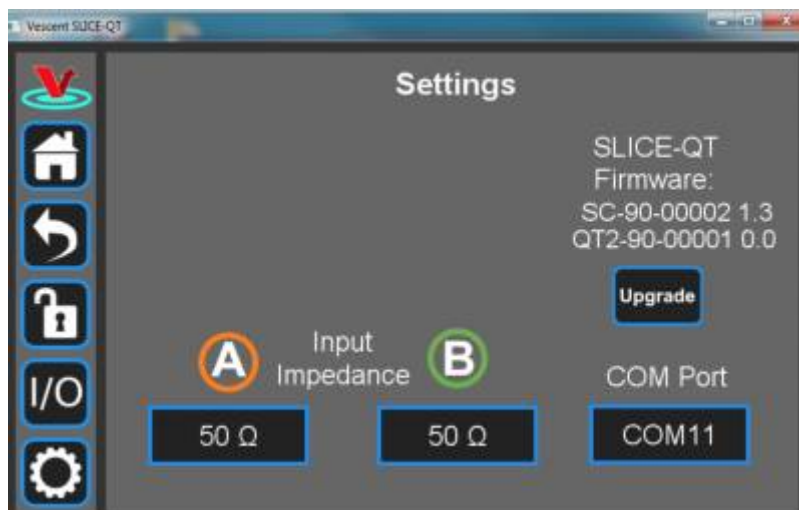 Vescent SLICE-QT
Settings
SLICE-QT
Firmware:
SC-90-00002 1.3
QT2-90-00001 0.0
Upgrade
A
Input
Impedance
B
COM Port
I/O
50 Ω
50 Ω
COM11